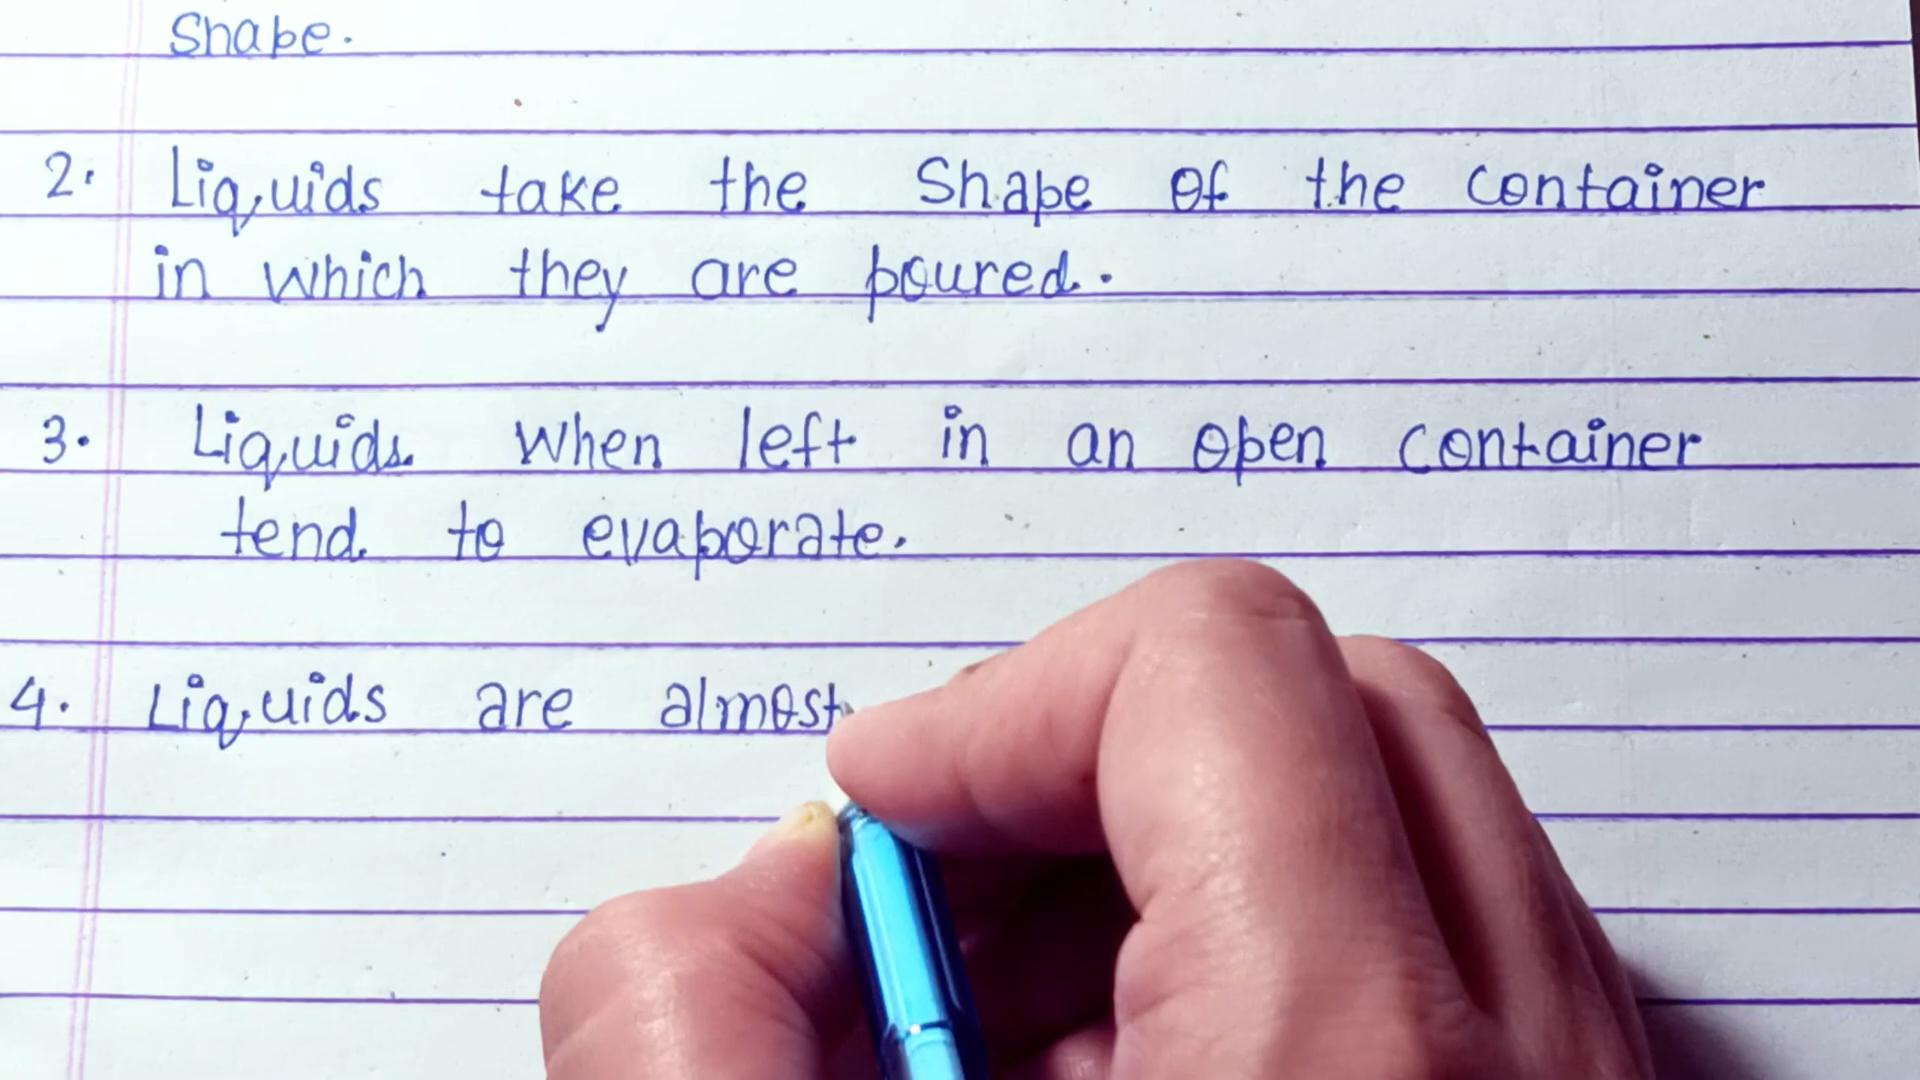 Shape.
2. Liquids take the Shape of the container
in which they are poured.
3. Liquids when left in an open container
tend to evaporate.
4. Liquids are almost